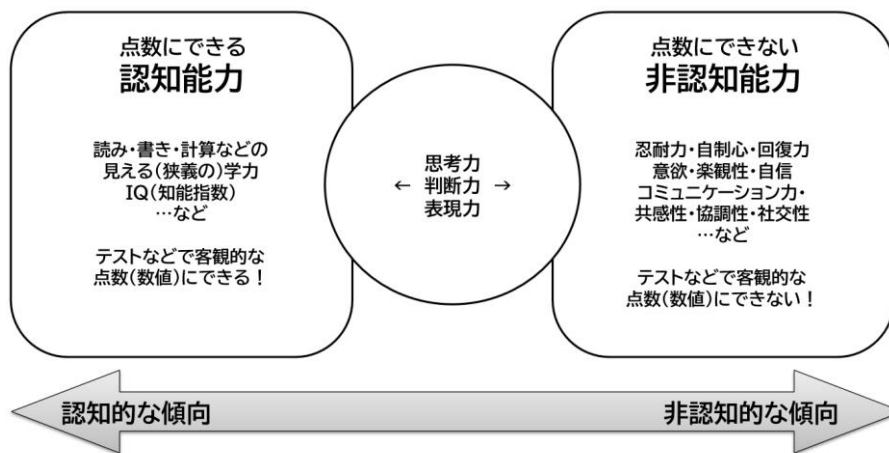 点数にできる
認知能力
読み・書き・計算などの
見える(狭義の)学力
IQ(知能指数)
…など
テストなどで客観的な
点数(数値)にできる！
思考力
← 判断力 →
表現力
点数にできない
非認知能力
忍耐力・自制心・回復力
意欲・楽観性・自信
コミュニケーション力・
共感性・協調性・社交性
…など
テストなどで客観的な
点数(数値)にできない！
認知的な傾向
非認知的な傾向